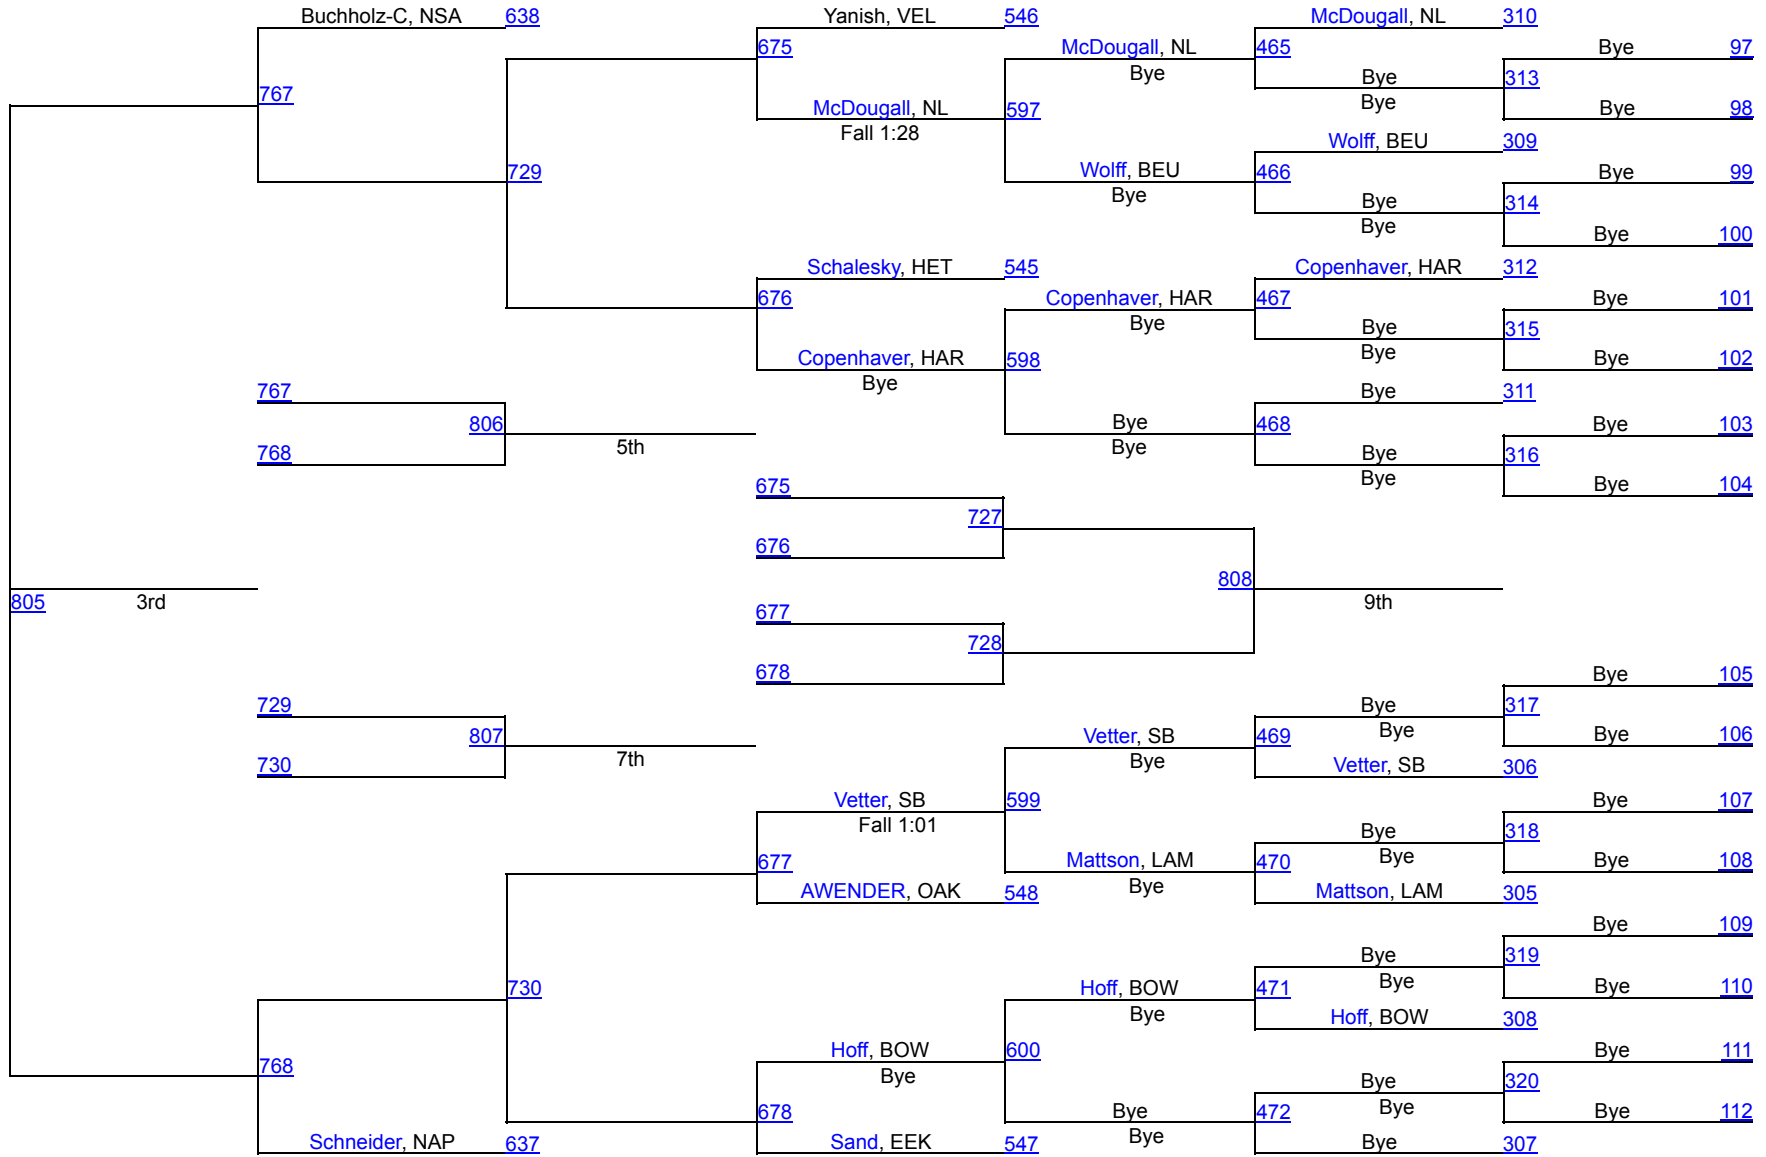 Buchholz-C, NSA 638 Yanish, VEL 546 McDougall, NL 310
675 McDougall, NL 465 Bye 97
Bye Bye 313
767 Bye 98
McDougall, NL 597
Fall 1:28 Wolff, BEU 309
729 Wolff, BEU 466 Bye 99
Bye Bye 314
Bye Bye 100
Schalesky, HET 545 Copenhaver, HAR 312
676 Copenhaver, HAR 467 Bye 101
Bye Bye 315
Copenhaver, HAR 598 Bye Bye 102
Bye
767 Bye 311
806 Bye 468 Bye 103
768 5th Bye Bye 316
Bye Bye 104
675
727
676
808
805 3rd 9th
677
728
678 Bye 105
729 Bye 317
807 Vetter, SB 469 Bye Bye 106
730 7th Bye Vetter, SB 306
Vetter, SB 599 Bye 107
Fall 1:01 Bye 318
677 Mattson, LAM 470 Bye Bye 108
AWENDER, OAK 548 Bye Mattson, LAM 305
Bye 109
Bye 319
730 Hoff, BOW 471 Bye Bye 110
Bye Hoff, BOW 308
Hoff, BOW 600 Bye 111
768 Bye Bye 320
678 Bye 472 Bye Bye 112
Schneider, NAP 637 Sand, EEK 547 Bye Bye 307